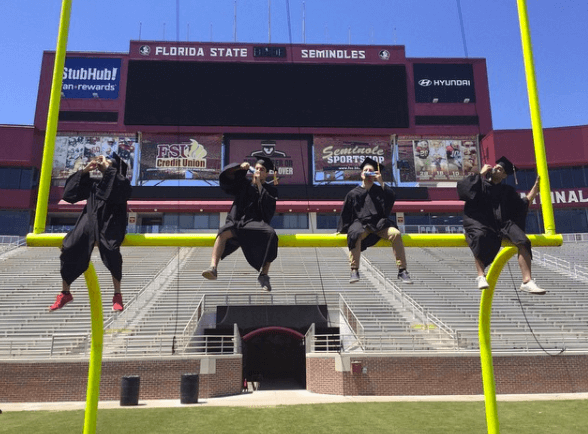 FLORIDA STATE SEMINOLES
StubHub!
fan-rewards
HYUNDAI
FSU
Credit Union
Seminole
SPORTSHOP